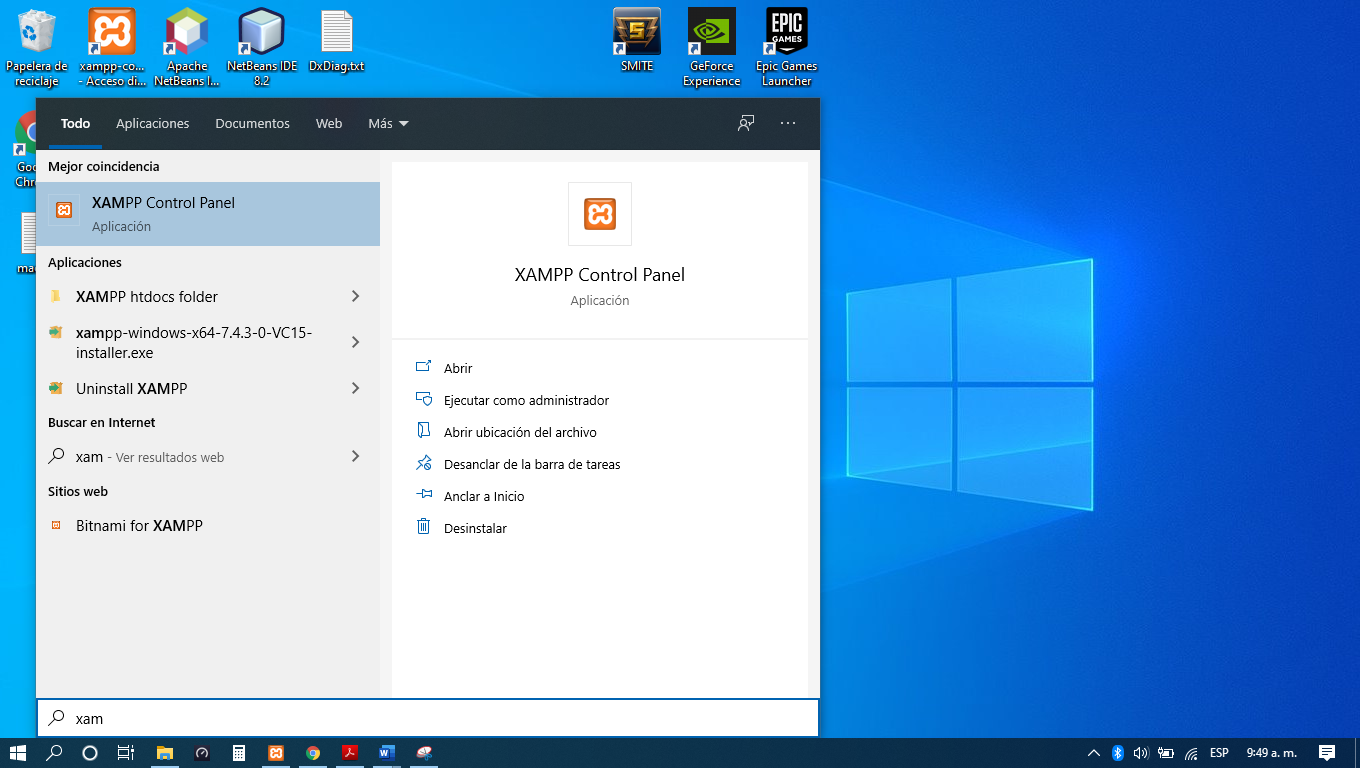 Papelera de
reciclaje
xampp-co...
- Acceso di...
Apache
NetBeans I...
NetBeans IDE
8.2
DxDiag.txt
SMITE
GeForce
Experience
EPIC
GAMES
Epic Games
Launcher
Todo
Aplicaciones
Documentos
Web
Más
Mejor coincidencia
XAMPP Control Panel
Aplicación
Aplicaciones
XAMPP htdocs folder
xampp-windows-x64-7.4.3-0-VC15-
installer.exe
Uninstall XAMPP
Buscar en Internet
xam - Ver resultados web
Sitios web
Bitnami for XAMPP
XAMPP Control Panel
Aplicación
Abrir
Ejecutar como administrador
Abrir ubicación del archivo
Desanclar de la barra de tareas
Anclar a Inicio
Desinstalar
Goo
Chr
ma
xam
ESP
9:49 a. m.